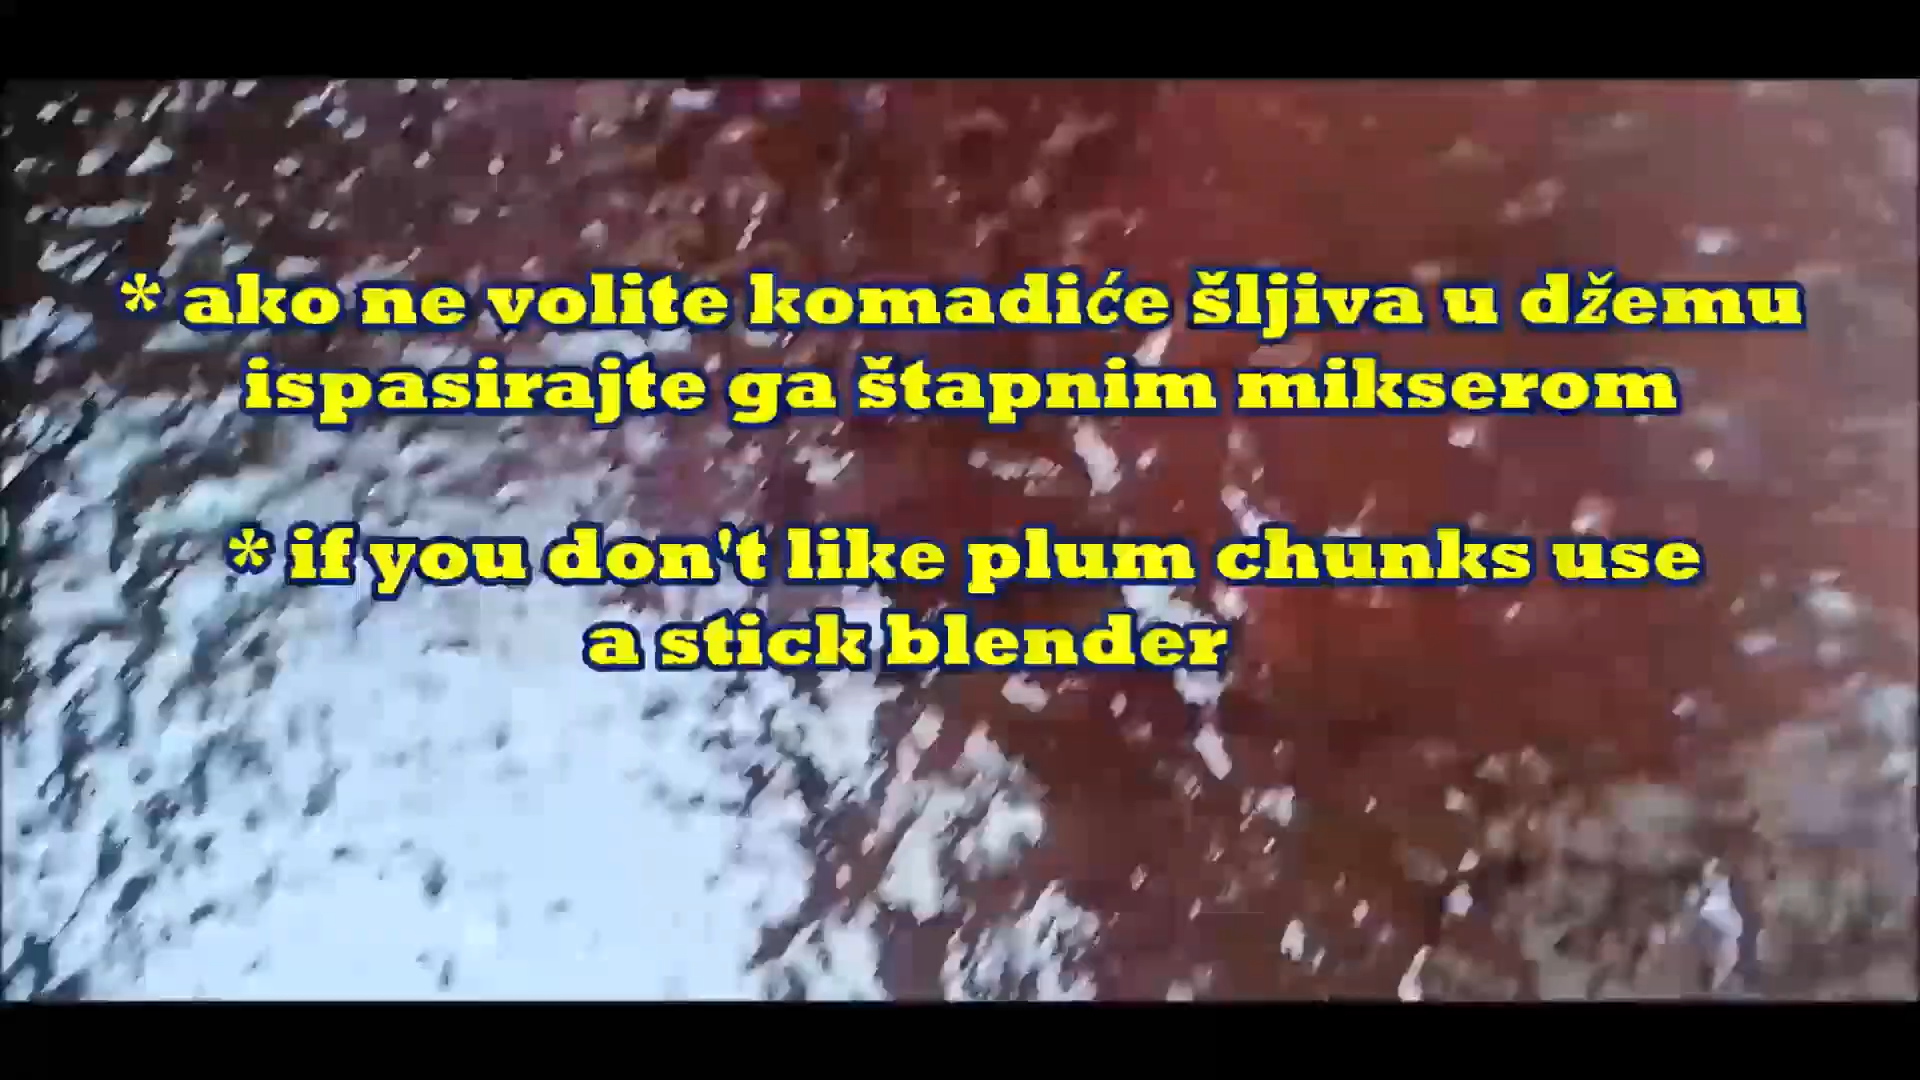 * ako ne volite komadiće šljiva u džemu
ispasirajte ga štapnim mikserom
* if you don't like plum chunks use
a stick blender